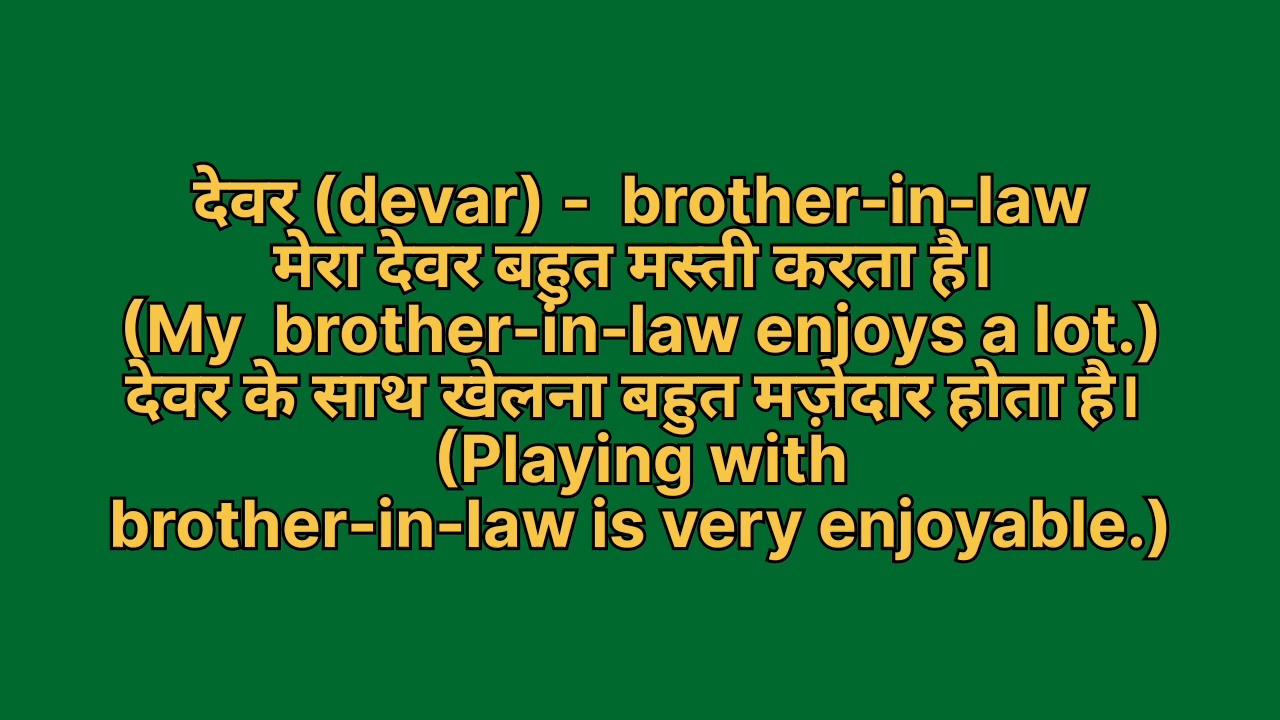 देवर (devar) -  brother-in-law
मेरा देवर बहुत मस्ती करता है।
(My  brother-in-law enjoys a lot.)
देवर के साथ खेलना बहुत मज़ेदार होता है।
(Playing with
brother-in-law is very enjoyable.)